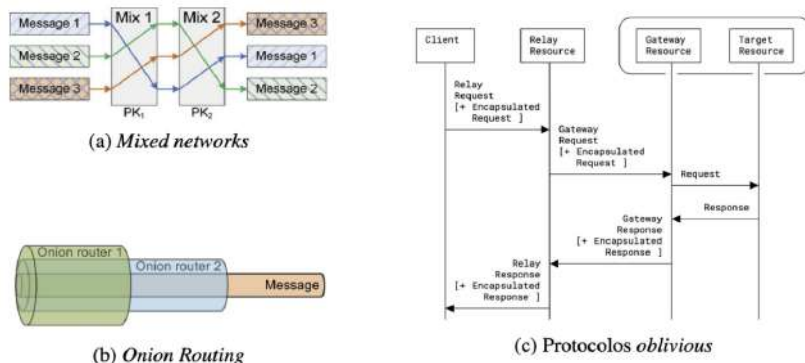 Message 1
Mix 1
Mix 2
Message 3
Message 2
Message 1
Message 3
Message 2
PK₁
PK₂
(a) Mixed networks
Onion router 1
Onion router 2
Message
(b) Onion Routing
Client
Relay
Resource
Gateway
Resource
Target
Resource
Relay
Request
[+ Encapsulated
Request ]
Gateway
Request
[+ Encapsulated
Request ]
Request
Response
Gateway
Response
[+ Encapsulated
Response ]
Relay
Response
[+ Encapsulated
Response ]
(c) Protocolos oblivious